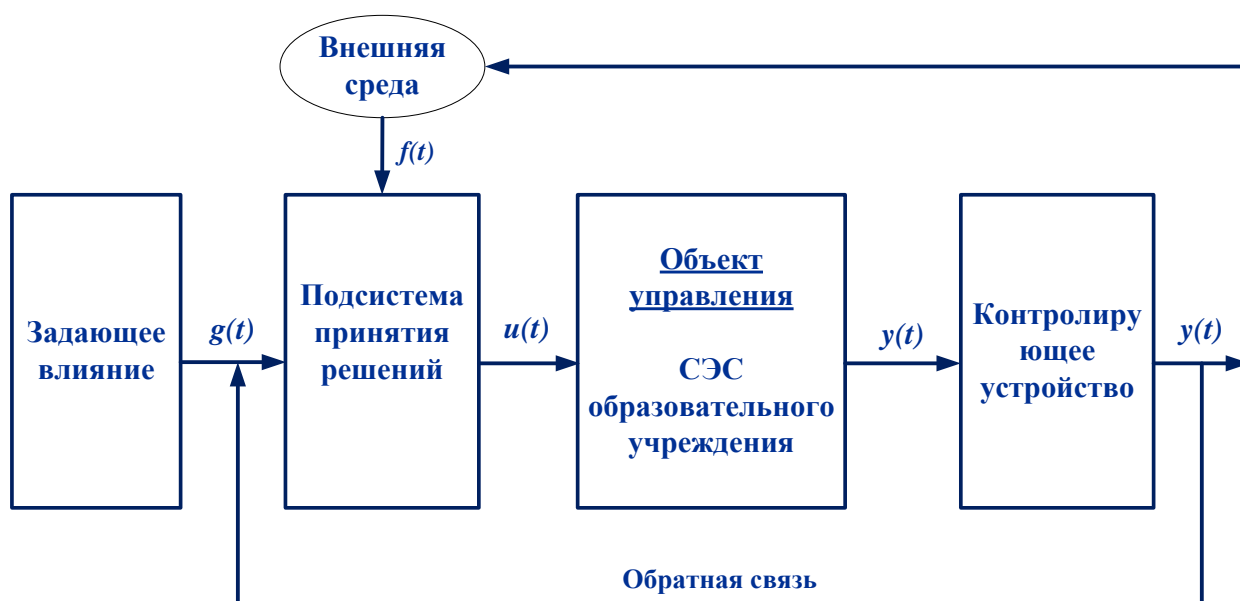 Внешняя
среда
f(t)
Задающее
влияние
g(t)
Подсистема
принятия
решений
u(t)
Объект
управления
СЭС
образовательного
учреждения
y(t)
Контролиру
ющее
устройство
y(t)
Обратная связь